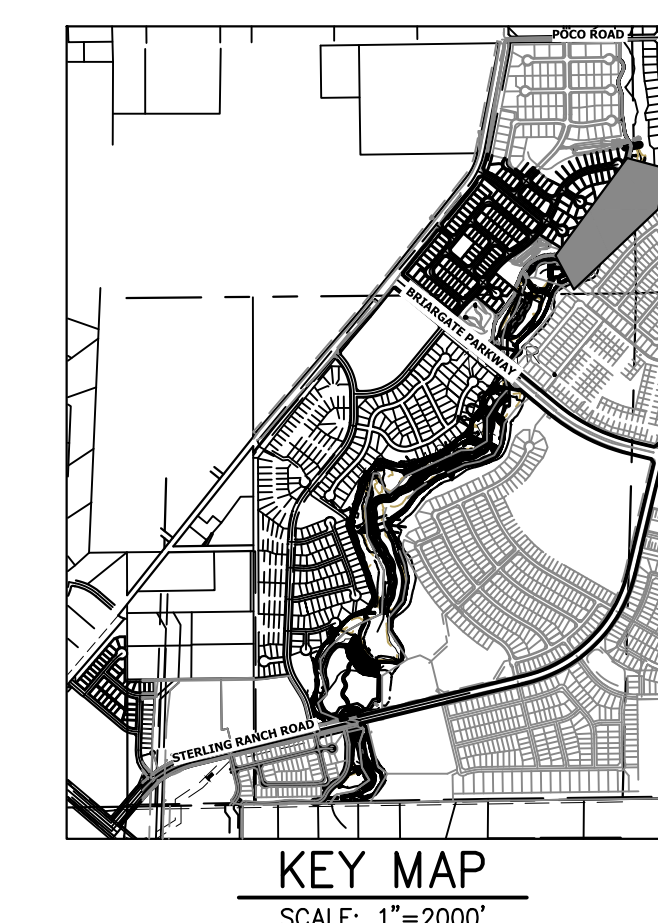 POCO ROAD
BRIARGATE PARKWAY
STERLING RANCH ROAD
KEY MAP
SCALE: 1"=2000'